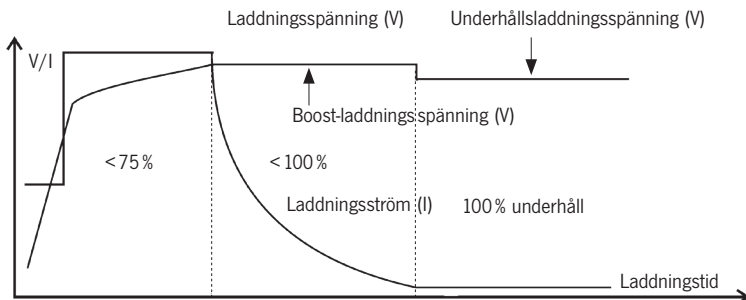 Laddningsspänning (V)
Underhållsladdningsspänning (V)
V/I
Boost-laddningsspänning (V)
<75%
<100%
Laddningsström (I)
100% underhåll
Laddningstid